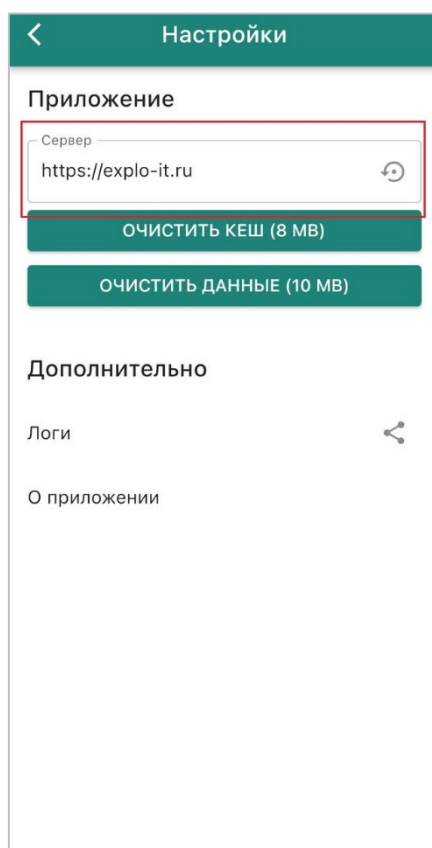 Настройки
Приложение
Сервер
https://explo-it.ru
ОЧИСТИТЬ КЕШ (8 MB)
ОЧИСТИТЬ ДАННЫЕ (10 MB)
Дополнительно
Логи
О приложении